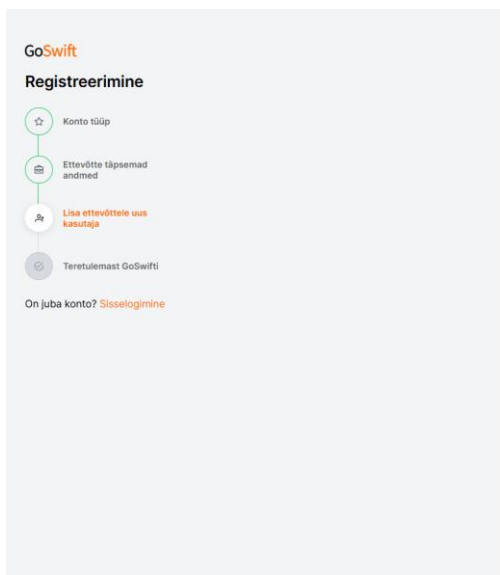 GoSwift
Registreerimine
Konto tüüp
Ettevõtte täpsemad
andmed
Lisa ettevõttele uus
kasutaja
Teretulemast GoSwifti
On juba konto? Sisselogimine